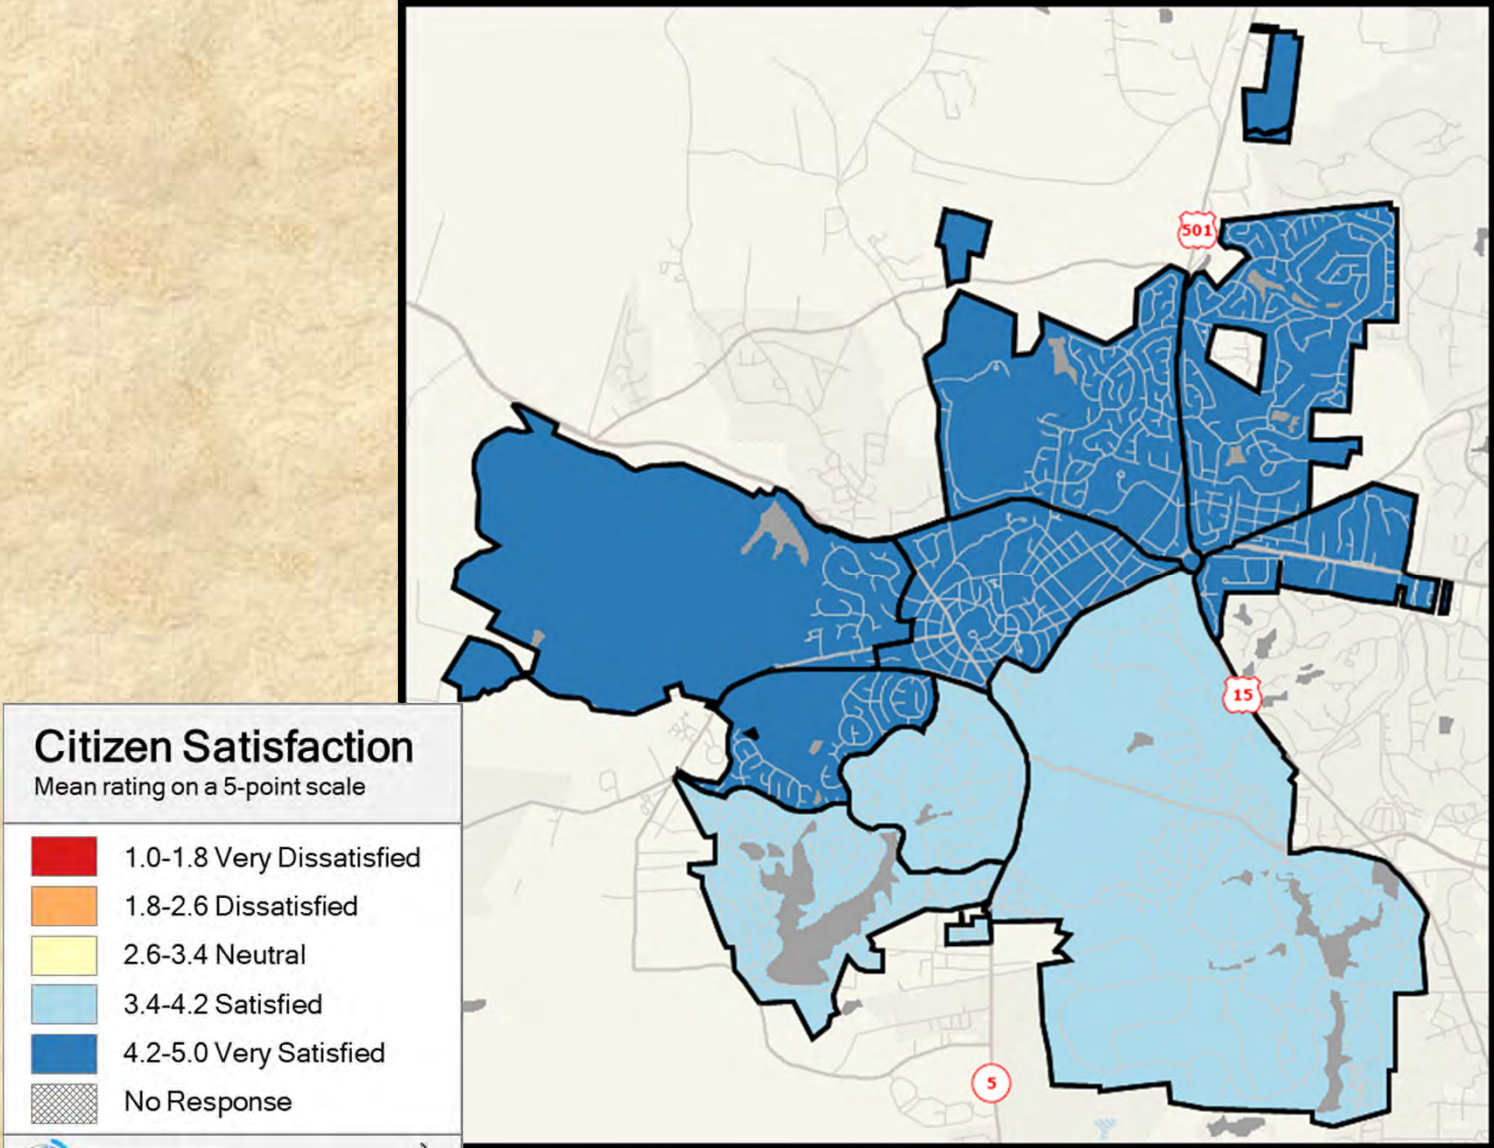 501
15
5
Citizen Satisfaction
Mean rating on a 5-point scale
1.0-1.8 Very Dissatisfied
1.8-2.6 Dissatisfied
2.6-3.4 Neutral
3.4-4.2 Satisfied
4.2-5.0 Very Satisfied
No Response